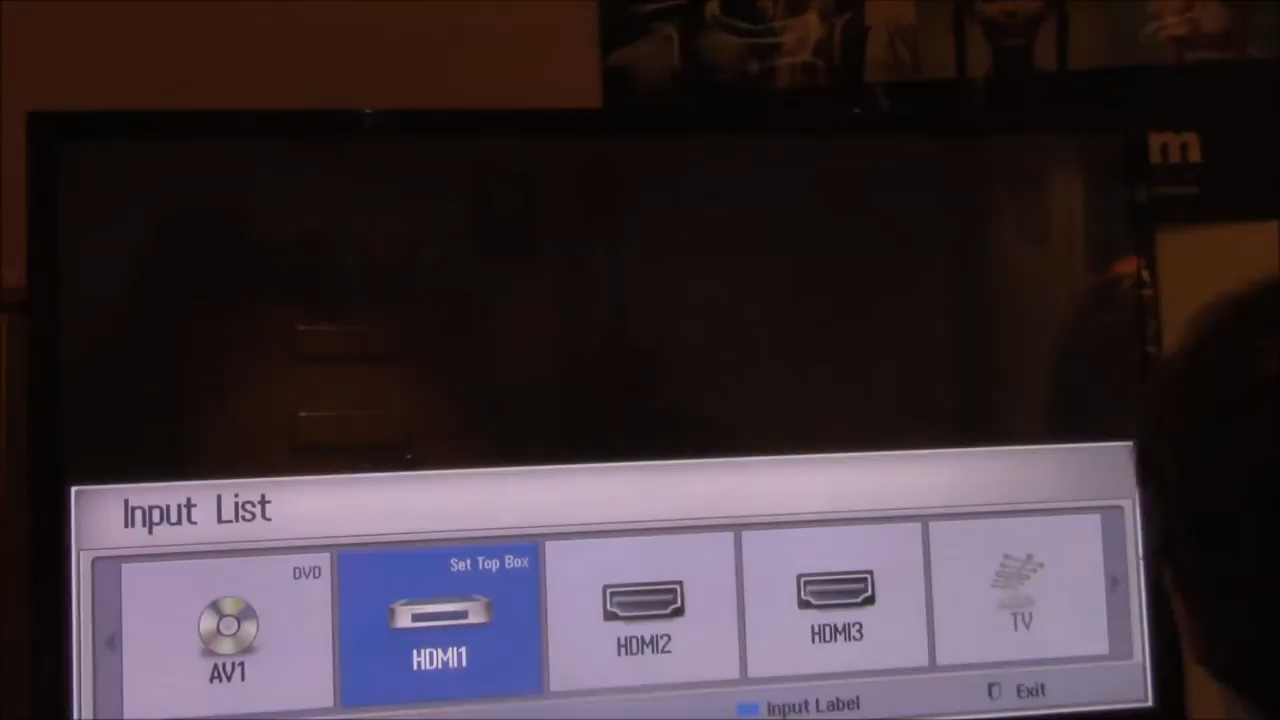 m
Input List
DVD
AV1
Set Top Box
HDMI1
HDMI2
HDMI3
TV
Input Label
Exit